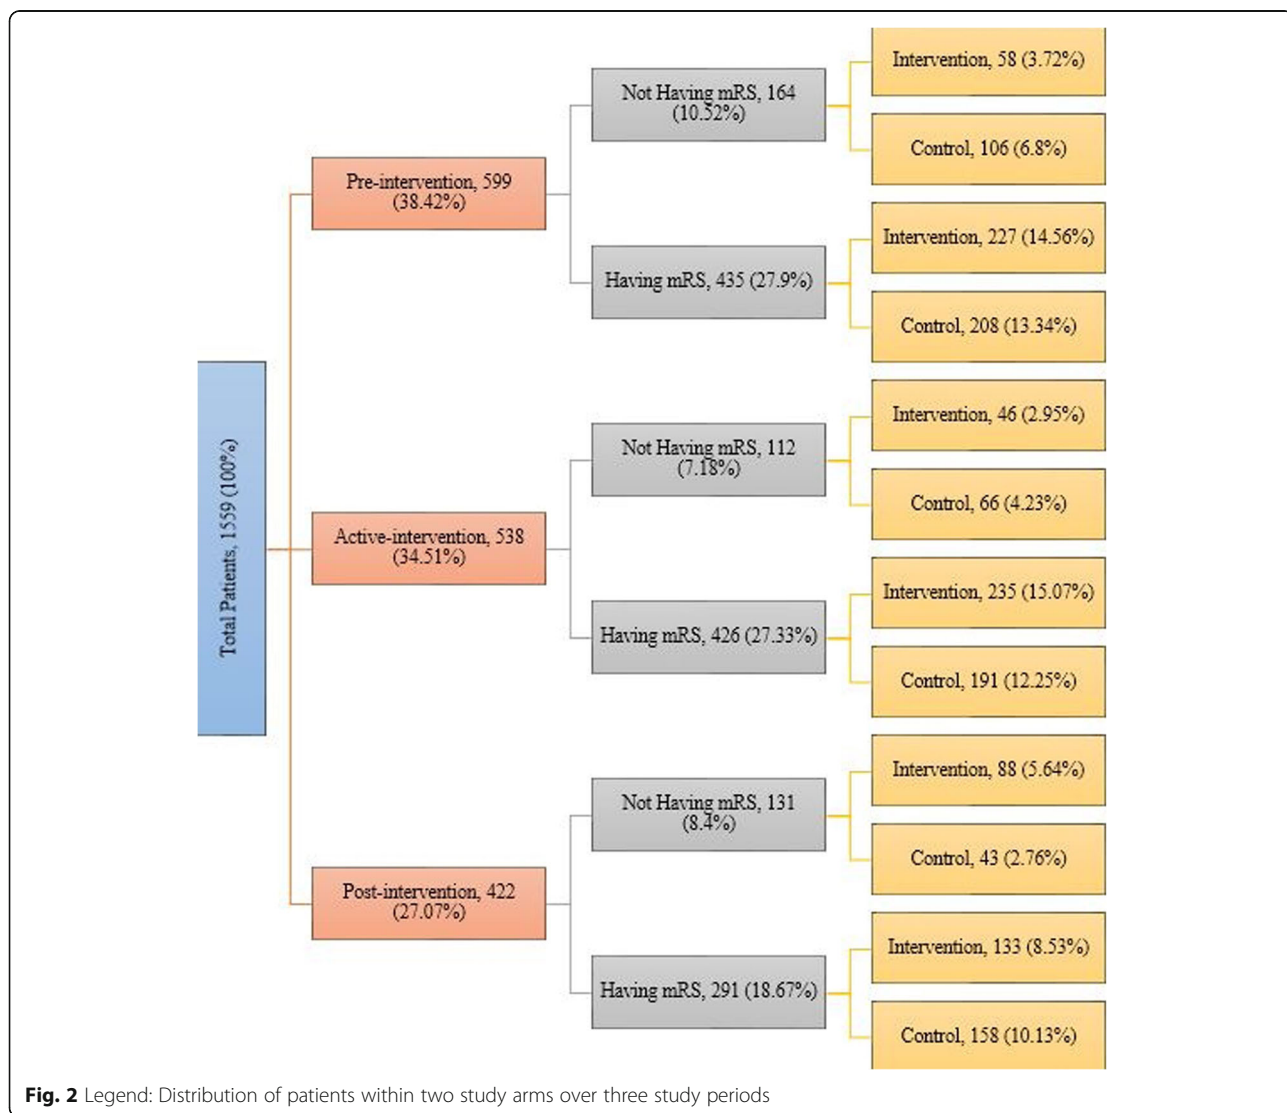 Total Patients, 1559 (100%)
Pre-intervention, 599
(38.42%)
Not Having mRS, 164
(10.52%)
Intervention, 58 (3.72%)
Control, 106 (6.8%)
Having mRS, 435 (27.9%)
Intervention, 227 (14.56%)
Control, 208 (13.34%)
Active-intervention, 538
(34.51%)
Not Having mRS, 112
(7.18%)
Intervention, 46 (2.95%)
Control, 66 (4.23%)
Having mRS, 426 (27.33%)
Intervention, 235 (15.07%)
Control, 191 (12.25%)
Post-intervention, 422
(27.07%)
Not Having mRS, 131
(8.4%)
Intervention, 88 (5.64%)
Control, 43 (2.76%)
Having mRS, 291 (18.67%)
Intervention, 133 (8.53%)
Control, 158 (10.13%)
Fig. 2 Legend: Distribution of patients within two study arms over three study periods